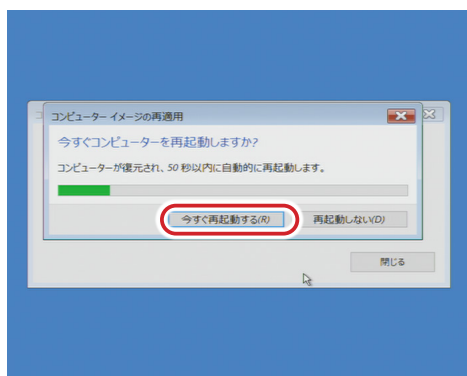 コンピューター イメージの再適用
今すぐコンピューターを再起動しますか?
コンピューターが復元され、50 秒以内に自動的に再起動します。
今すぐ再起動する(R)
再起動しない(D)
閉じる